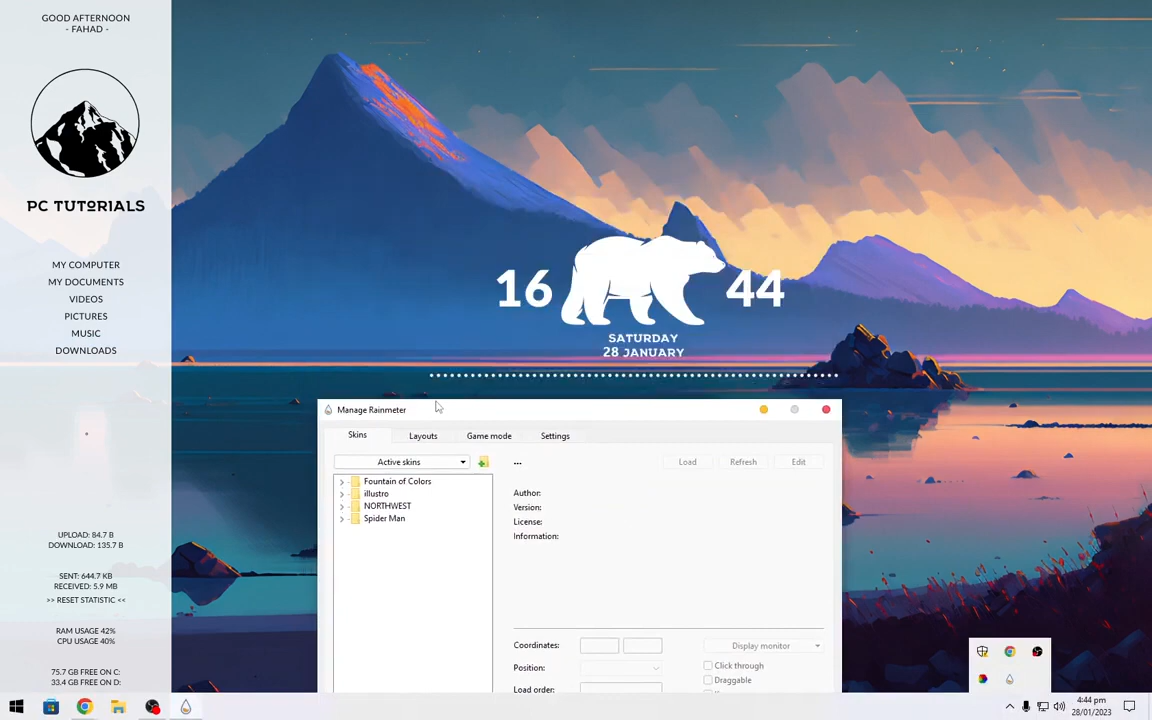 GOOD AFTERNOON
- FAHAD -
PC TUTORIALS
MY COMPUTER
MY DOCUMENTS
VIDEOS
PICTURES
MUSIC
DOWNLOADS
UPLOAD: 84.7 B
DOWNLOAD: 135.7 B
SENT: 644.7 KB
RECEIVED: 5.9 MB
>> RESET STATISTIC <<
RAM USAGE 42%
CPU USAGE 40%
75.7 GB FREE ON C:
33.4 GB FREE ON D:
16 44
SATURDAY
28 JANUARY
Manage Rainmeter
Skins Layouts Game mode Settings
Active skins ... Load Refresh Edit
Fountain of Colors
illustro
NORTHWEST
Spider Man
Author:
Version:
License:
Information:
Coordinates: Display monitor
Position: Click through
Draggable
Load order:
4:44 pm
28/01/2023